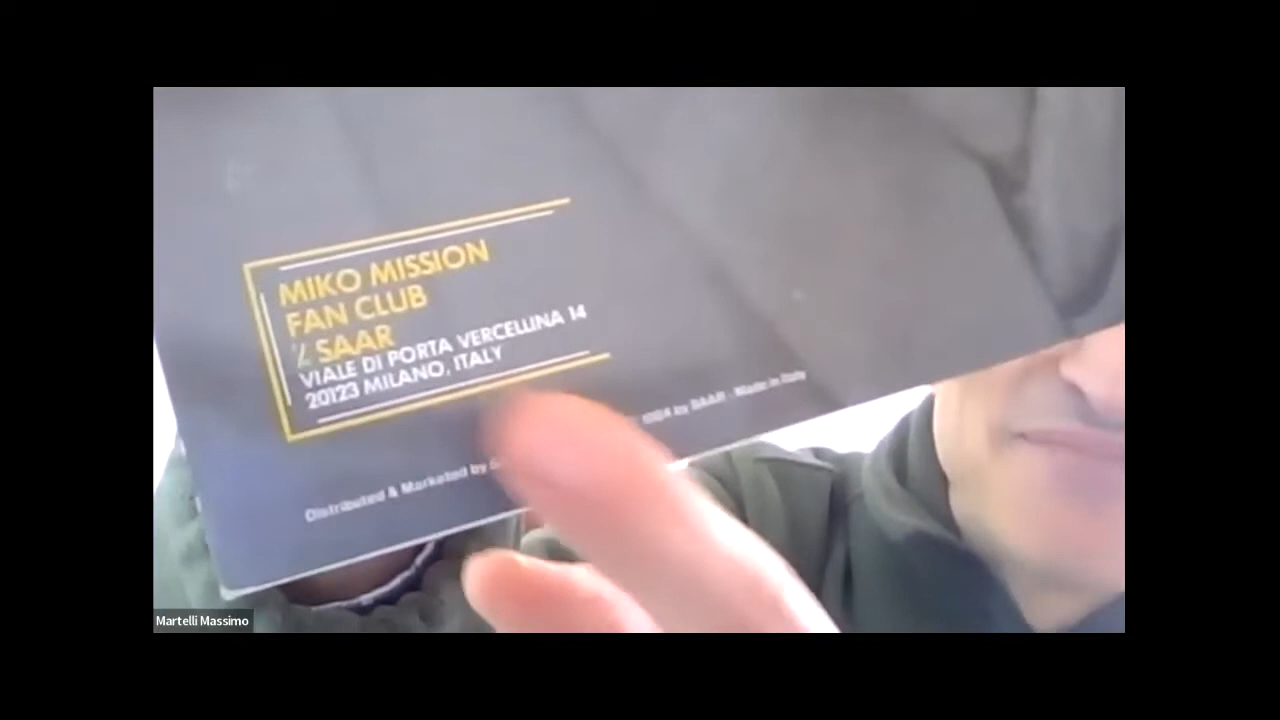 MIKO MISSION
FAN CLUB
℅ SAAR
VIALE DI PORTA VERCELLINA 14
20123 MILANO, ITALY
Distributed & Marketed by
1984 by SAAR - Made in Italy
Martelli Massimo